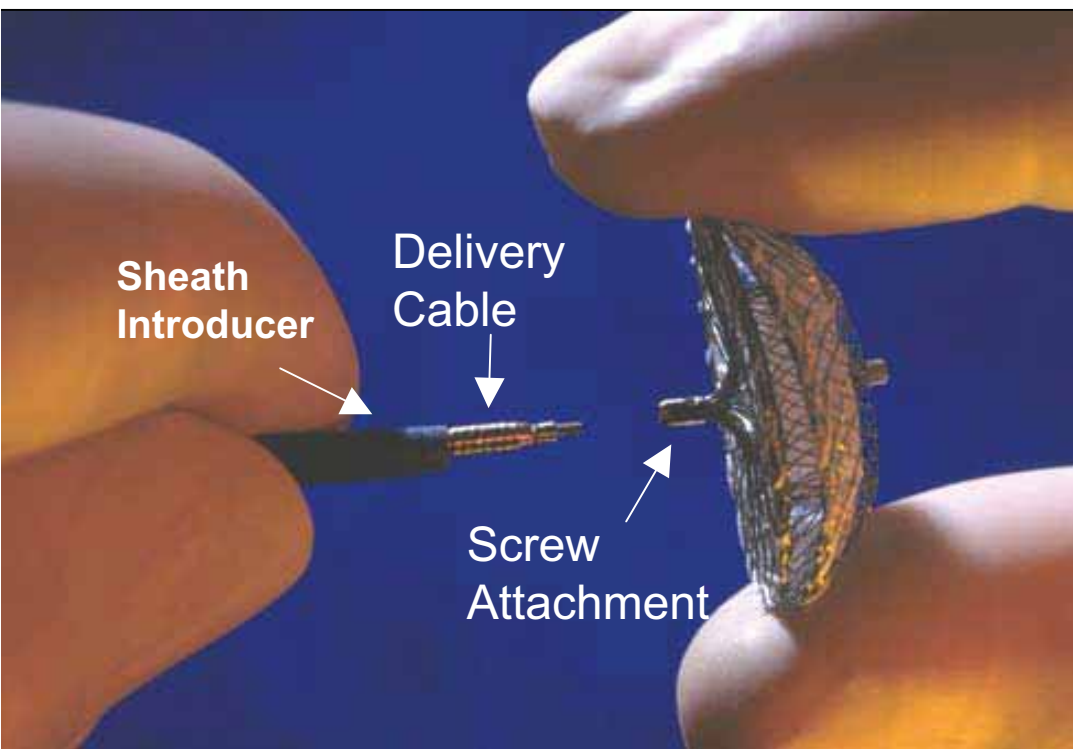 Sheath
Introducer
Delivery
Cable
Screw
Attachment